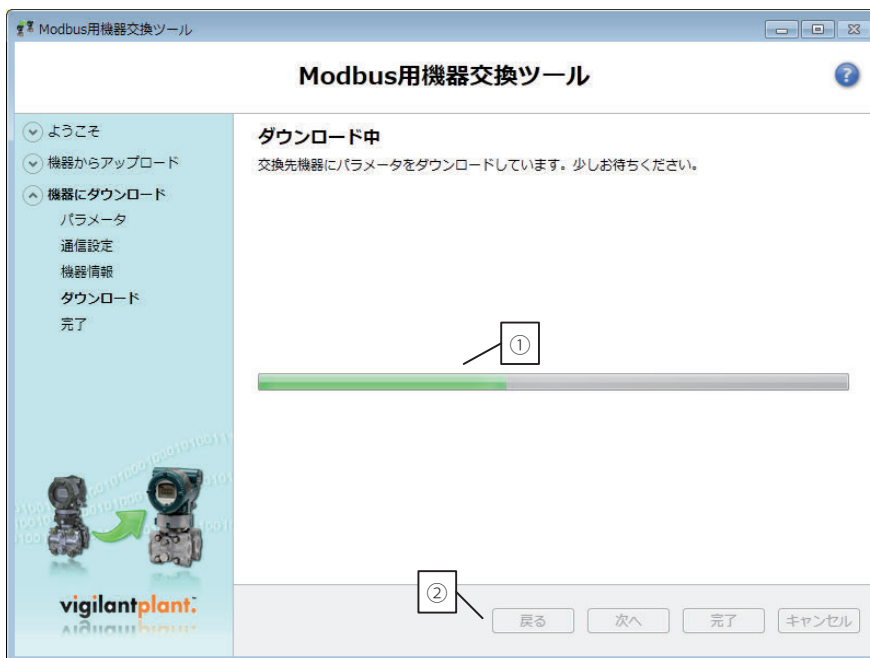 Modbus用機器交換ツール
Modbus用機器交換ツール
?
ようこそ
機器からアップロード
機器にダウンロード
パラメータ
通信設定
機器情報
ダウンロード
完了
ダウンロード中
交換先機器にパラメータをダウンロードしています。少しお待ちください。
①
vigilantplant.
②
戻る
次へ
完了
キャンセル